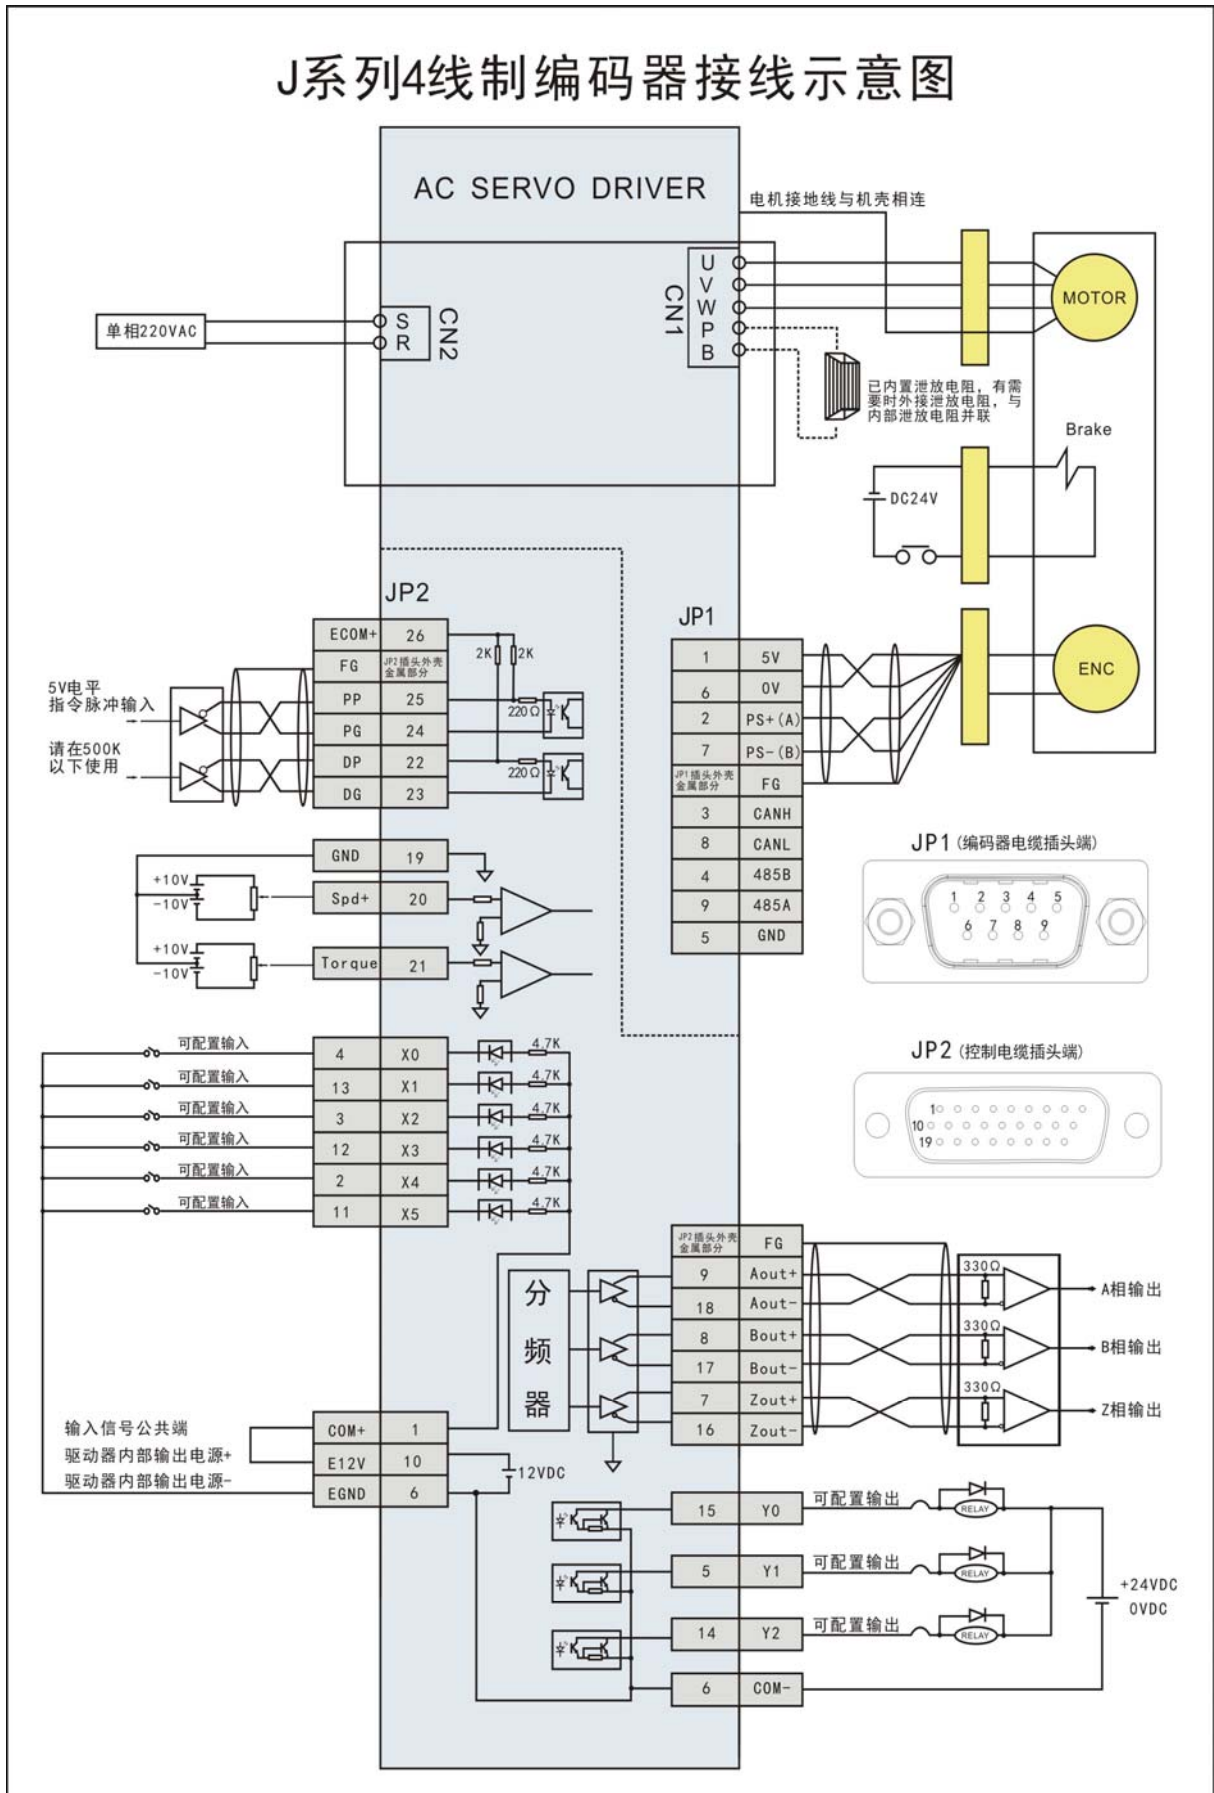 J系列4线制编码器接线示意图
AC SERVO DRIVER
电机接地线与机壳相连
U
V
W
P
B
CN1
MOTOR
单相220VAC
S
R
CN2
已内置泄放电阻，有需
要时外接泄放电阻，与
内部泄放电阻并联
Brake
DC24V
JP2
ECOM+ 26
FG JP2插头外壳
金属部分
PP 25
PG 24
DP 22
DG 23
2K 2K
220Ω
220Ω
5V电平
指令脉冲输入
请在500K
以下使用
JP1
1 5V
6 0V
2 PS+(A)
7 PS-(B)
JP1插头外壳
金属部分 FG
3 CANH
8 CANL
4 485B
9 485A
5 GND
ENC
GND 19
+10V
-10V
Spd+ 20
+10V
-10V
Torque 21
JP1(编码器电缆插头端)
1 2 3 4 5
6 7 8 9
可配置输入 4 X0 4.7K
可配置输入 13 X1 4.7K
可配置输入 3 X2 4.7K
可配置输入 12 X3 4.7K
可配置输入 2 X4 4.7K
可配置输入 11 X5 4.7K
JP2(控制电缆插头端)
1
10
19
分
频
器
JP2插头外壳
金属部分 FG
9 Aout+
18 Aout-
8 Bout+
17 Bout-
7 Zout+
16 Zout-
330Ω
A相输出
330Ω
B相输出
330Ω
Z相输出
输入信号公共端
驱动器内部输出电源+
驱动器内部输出电源-
COM+ 1
E12V 10
EGND 6
12VDC
15 Y0 可配置输出 RELAY
5 Y1 可配置输出 RELAY
14 Y2 可配置输出 RELAY
6 COM-
+24VDC
0VDC